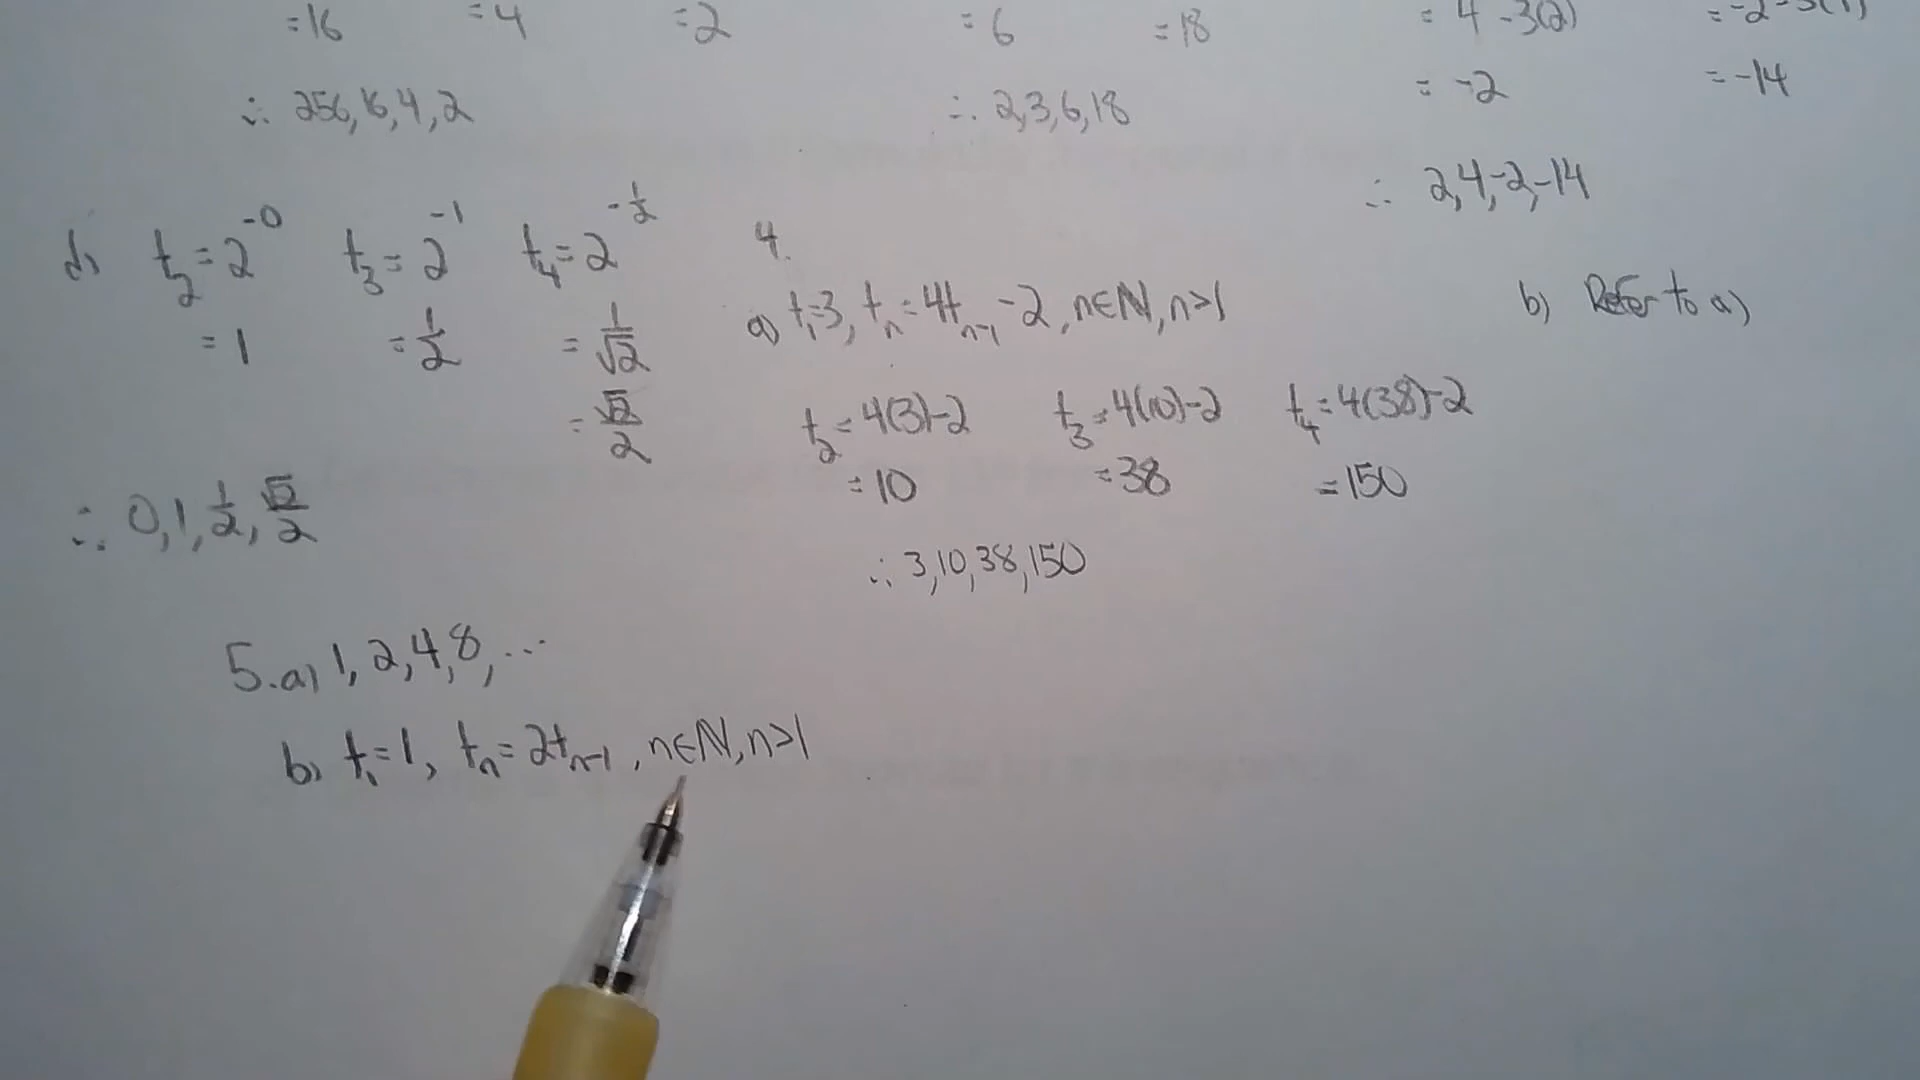 =16 =4 =2 =6 =18 = 4-3(2)
∴ 256,16,4,2 ∴ 2,3,6,18 = -2 = -14
∴ 2,4,-2,-14
d) t₂ = 2⁻⁰ t₃ = 2⁻¹ t₄ = 2^(-1/2)
= 1 = 1/2 = 1/√2
= √2/2
∴ 0, 1, 1/2, √2/2
4.
a) t₁=3, tₙ = 4tₙ₋₁ -2, n∈ℕ, n>1
t₂ = 4(3)-2 t₃ = 4(10)-2 t₄ = 4(38)-2
= 10 = 38 = 150
∴ 3,10,38,150
b) Refer to a)
5. a) 1, 2, 4, 8, ...
b) t₁ = 1, tₙ = 2tₙ₋₁, n∈ℕ, n>1